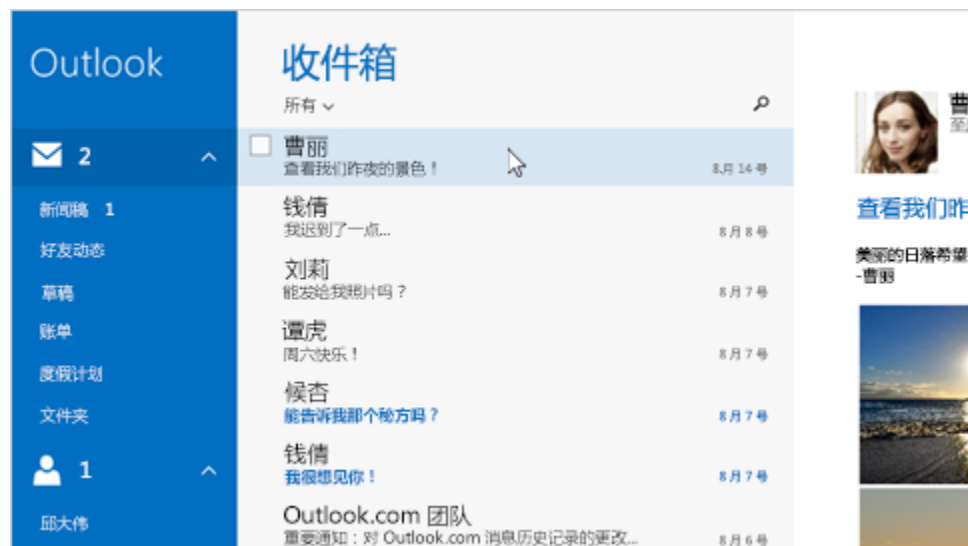 Outlook
2
新闻稿 1
好友动态
草稿
账单
度假计划
文件夹
1
邱大伟
收件箱
所有
曹丽
查看我们昨夜的景色！
8月14号
钱倩
我迟到了一点...
8月8号
刘莉
能发给我照片吗？
8月7号
谭虎
周六快乐！
8月7号
候杏
能告诉我那个秘方吗？
8月7号
钱倩
我很想见你！
8月7号
Outlook.com 团队
重要通知：对 Outlook.com 消息历史记录的更改...
8月6号
曹
至
查看我们昨
美丽的日落希望
-曹丽